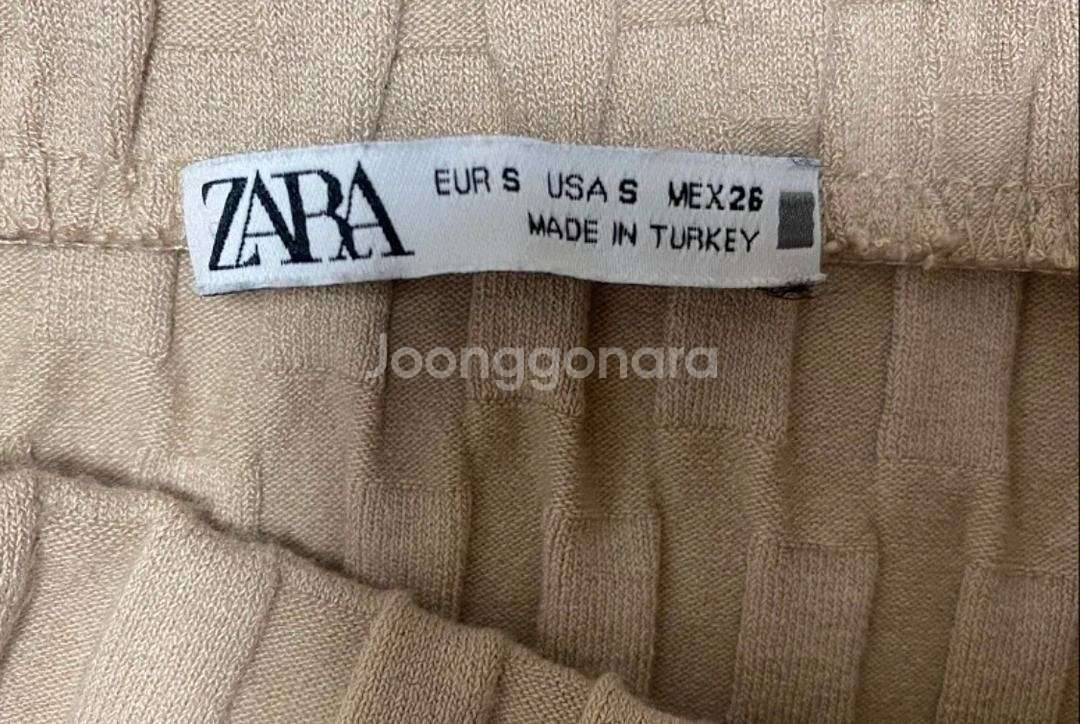 ZARA EUR S USA S MEX 26
MADE IN TURKEY
Joonggonara